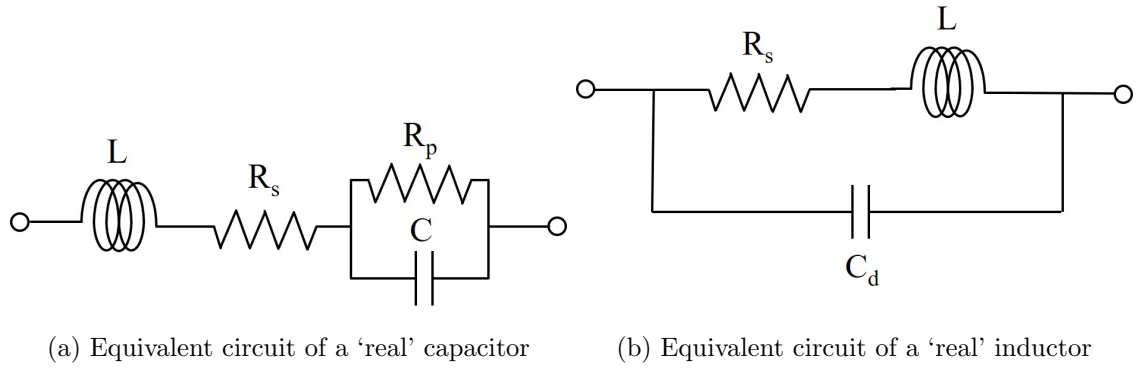 L
R_s
R_p
C
(a) Equivalent circuit of a ‘real’ capacitor
R_s
L
C_d
(b) Equivalent circuit of a ‘real’ inductor